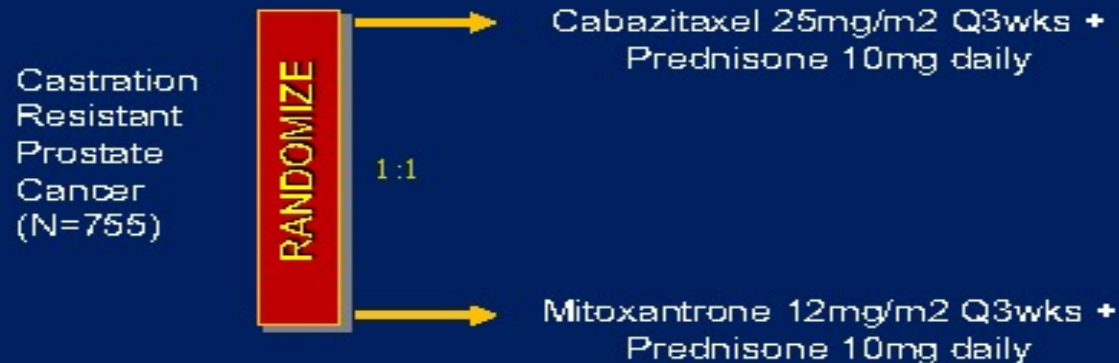 Castration
Resistant
Prostate
Cancer
(N=755)
RANDOMIZE
1:1
Cabazitaxel 25mg/m2 Q3wks +
Prednisone 10mg daily
Mitoxantrone 12mg/m2 Q3wks +
Prednisone 10mg daily